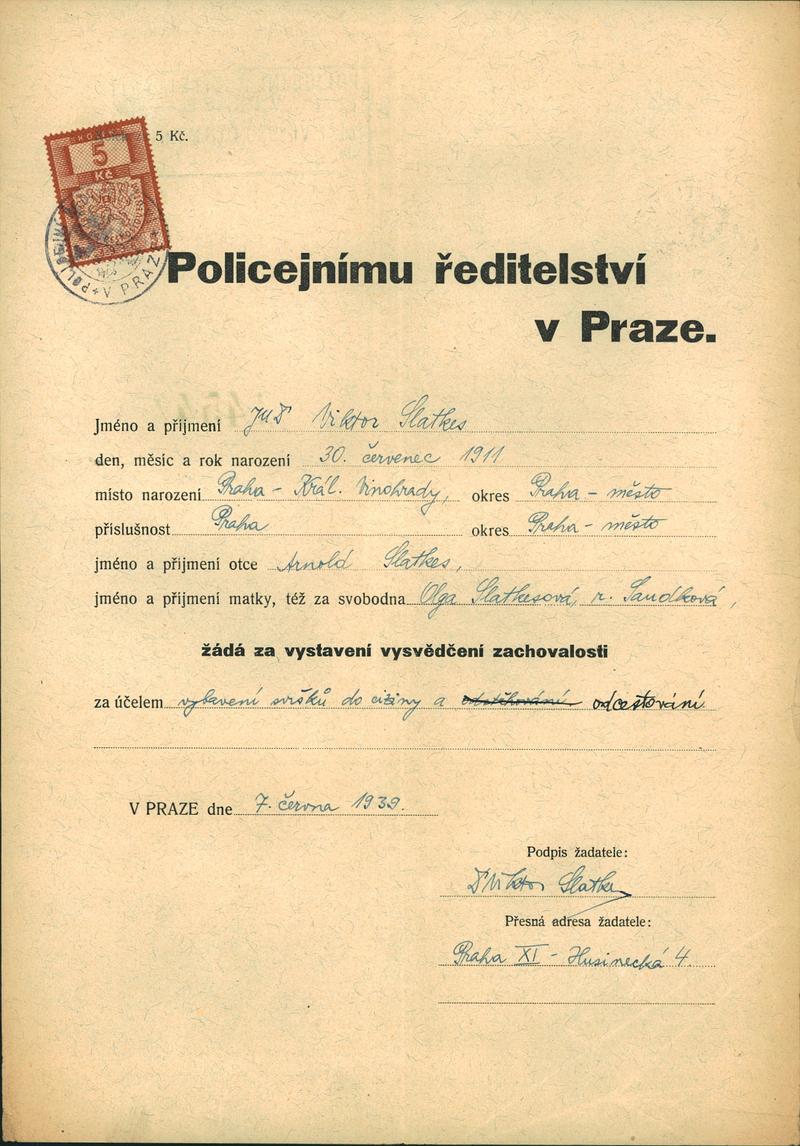 5 Kč.
5
Kč
V PRAZE
Policejnímu ředitelství
v Praze.
Jméno a příjmení JUDr Viktor Slatkes
den, měsíc a rok narození 30. červenec 1911
místo narození Praha - Král. Vinohrady, okres Praha - město
příslušnost Praha okres Praha - město
jméno a příjmení otce Arnold Slatkes,
jméno a příjmení matky, též za svobodna Olga Slatkesová, r. Sandková,
žádá za vystavení vysvědčení zachovalosti
za účelem vybavení svršků do ciziny a odcestování.
V PRAZE dne 7. června 1939.
Podpis žadatele:
Dr Viktor Slatkes
Přesná adresa žadatele:
Praha XI - Husinecká 4.